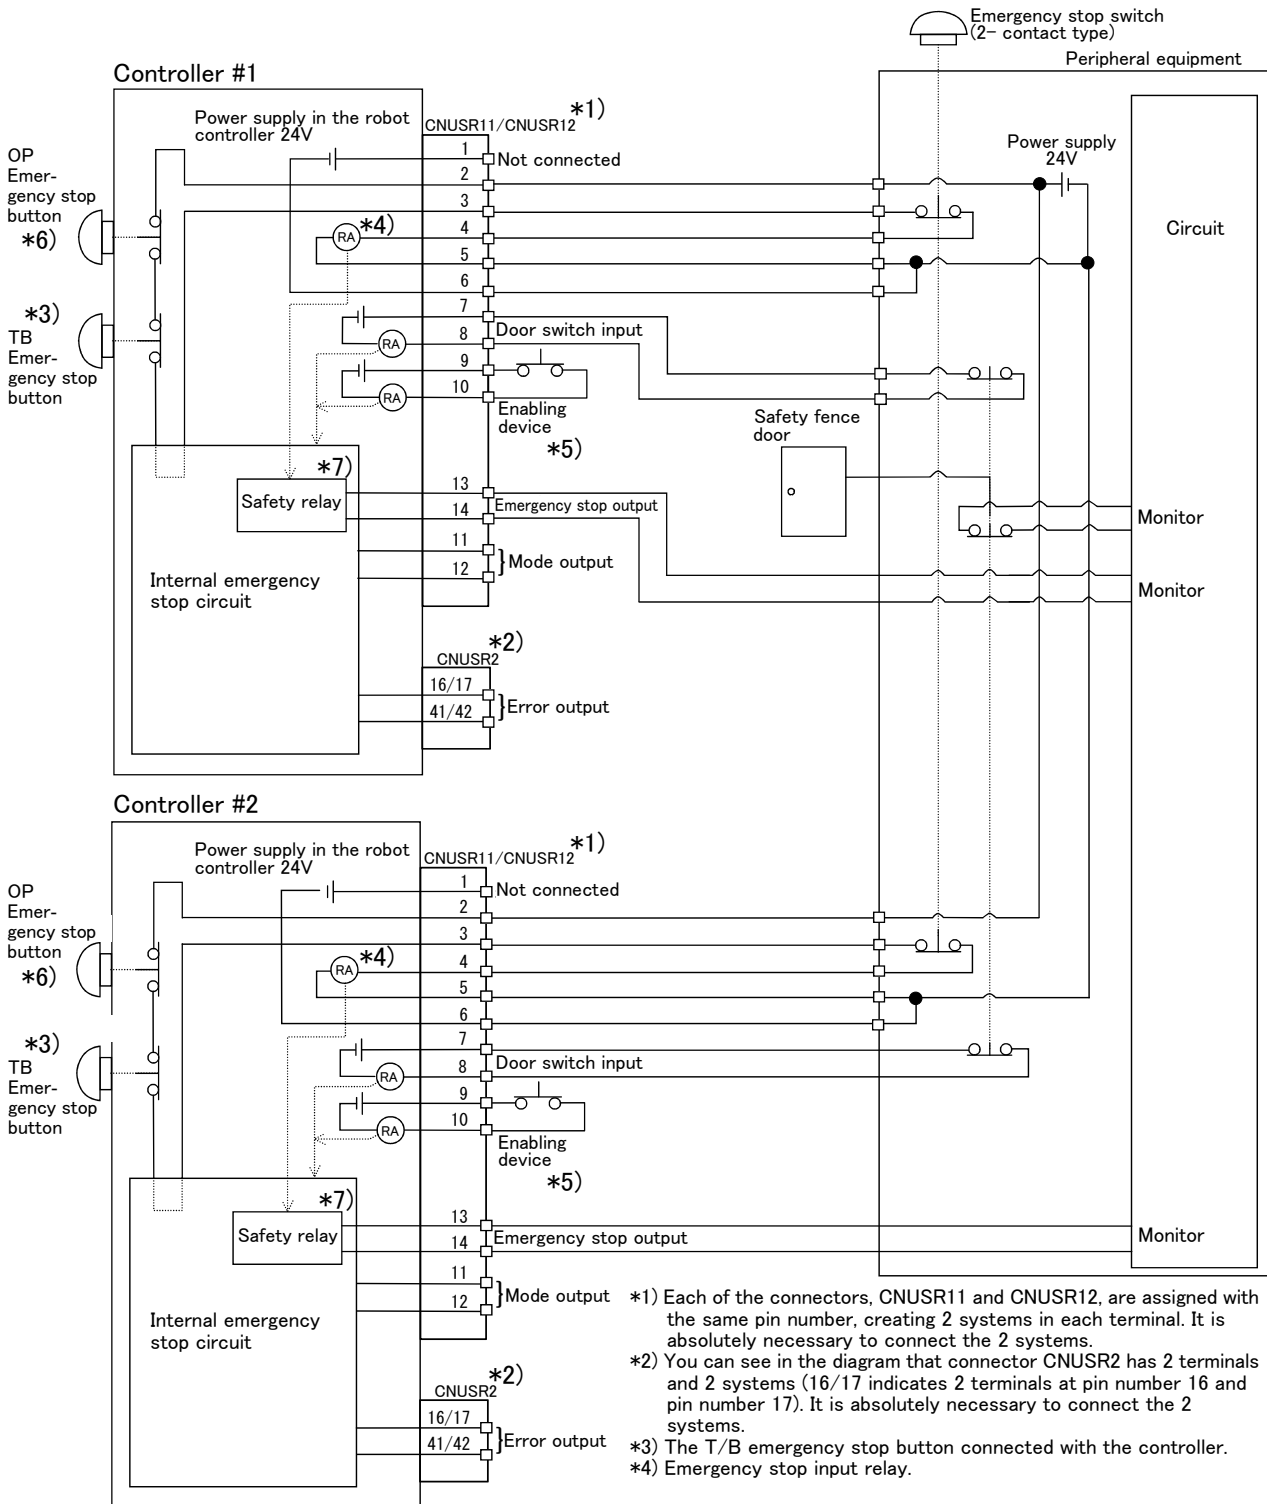 Emergency stop switch
(2- contact type)
Peripheral equipment
Controller #1
Power supply in the robot
controller 24V
CNUSR11/CNUSR12
*1)
OP
Emer-
gency stop
button
*6)
*3)
TB
Emer-
gency stop
button
1
Not connected
2
3
RA
*4)
4
5
6
7
Door switch input
8
RA
9
10
RA
Enabling
device
*5)
Power supply
24V
Circuit
Safety fence
door
*7)
Safety relay
13
Emergency stop output
14
11
Mode output
12
Monitor
Monitor
Internal emergency
stop circuit
CNUSR2
*2)
16/17
Error output
41/42
Controller #2
Power supply in the robot
controller 24V
CNUSR11/CNUSR12
*1)
OP
Emer-
gency stop
button
*6)
*3)
TB
Emer-
gency stop
button
1
Not connected
2
3
RA
*4)
4
5
6
7
Door switch input
8
RA
9
10
RA
Enabling
device
*5)
*7)
Safety relay
13
Emergency stop output
14
Monitor
11
Mode output
12
Internal emergency
stop circuit
CNUSR2
*2)
16/17
Error output
41/42
*1) Each of the connectors, CNUSR11 and CNUSR12, are assigned with
the same pin number, creating 2 systems in each terminal. It is
absolutely necessary to connect the 2 systems.
*2) You can see in the diagram that connector CNUSR2 has 2 terminals
and 2 systems (16/17 indicates 2 terminals at pin number 16 and
pin number 17). It is absolutely necessary to connect the 2
systems.
*3) The T/B emergency stop button connected with the controller.
*4) Emergency stop input relay.